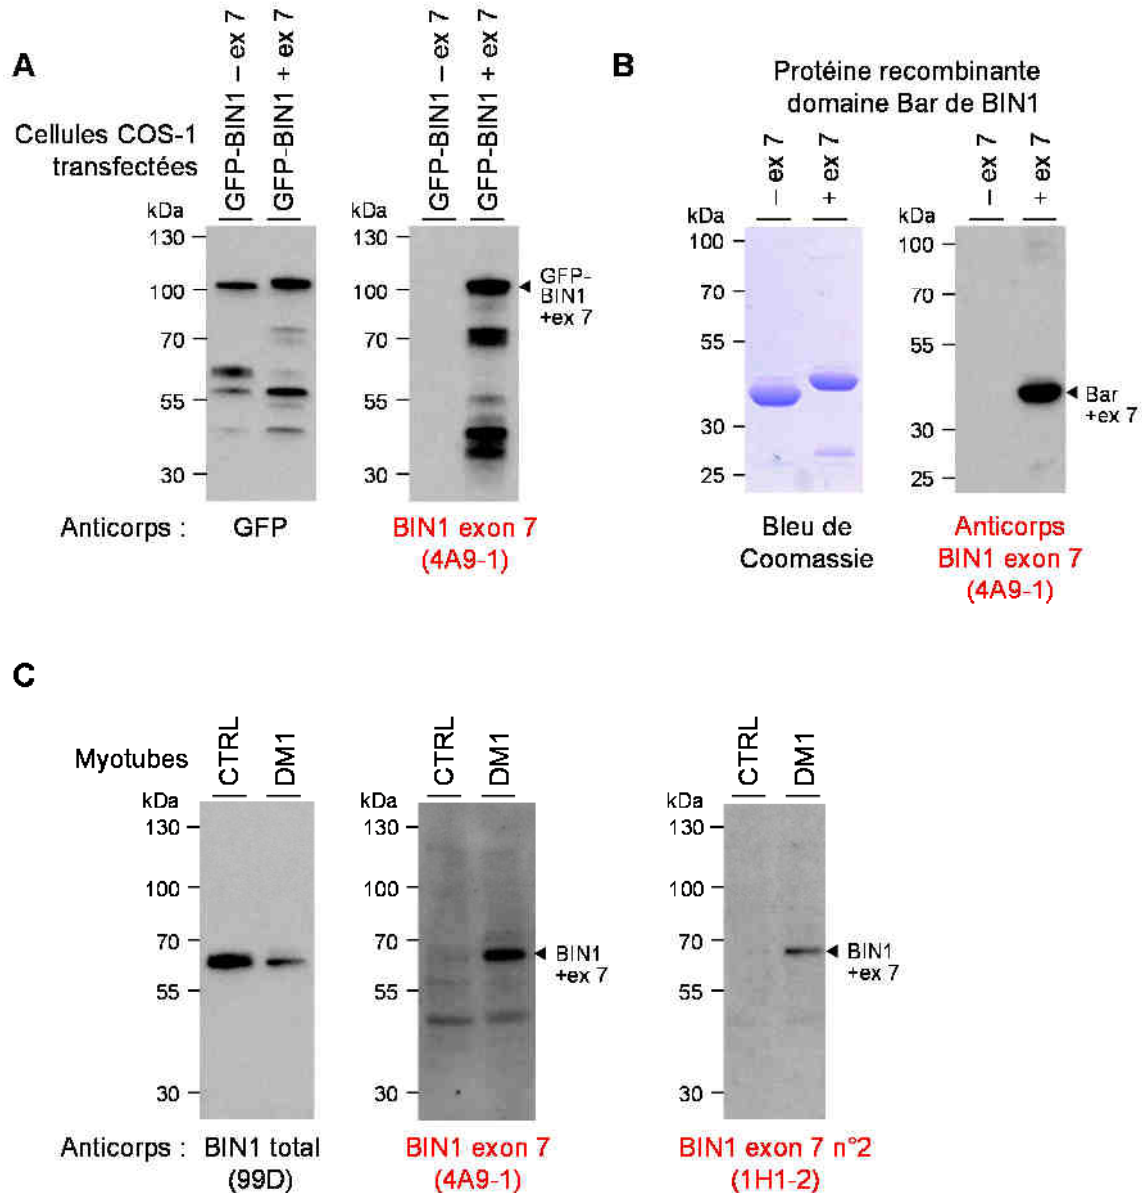 A
Cellules COS-1
transfectées
GFP-BIN1 – ex 7
GFP-BIN1 + ex 7
GFP-BIN1 – ex 7
GFP-BIN1 + ex 7
kDa
130
100
70
55
30
kDa
130
100
70
55
30
GFP-
BIN1
+ex 7
Anticorps :
GFP
BIN1 exon 7
(4A9-1)
B
Protéine recombinante
domaine Bar de BIN1
– ex 7
+ ex 7
– ex 7
+ ex 7
kDa
100
70
55
30
25
kDa
100
70
55
30
25
Bar
+ex 7
Bleu de
Coomassie
Anticorps
BIN1 exon 7
(4A9-1)
C
Myotubes
CTRL
DM1
CTRL
DM1
CTRL
DM1
kDa
130
100
70
55
30
kDa
130
100
70
55
30
BIN1
+ex 7
kDa
130
100
70
55
30
BIN1
+ex 7
Anticorps :
BIN1 total
(99D)
BIN1 exon 7
(4A9-1)
BIN1 exon 7 n°2
(1H1-2)